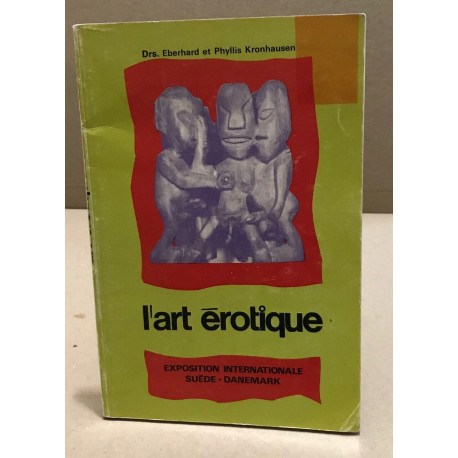 Drs. Eberhard et Phyllis Kronhausen
l'art érotique
EXPOSITION INTERNATIONALE
SUÈDE · DANEMARK